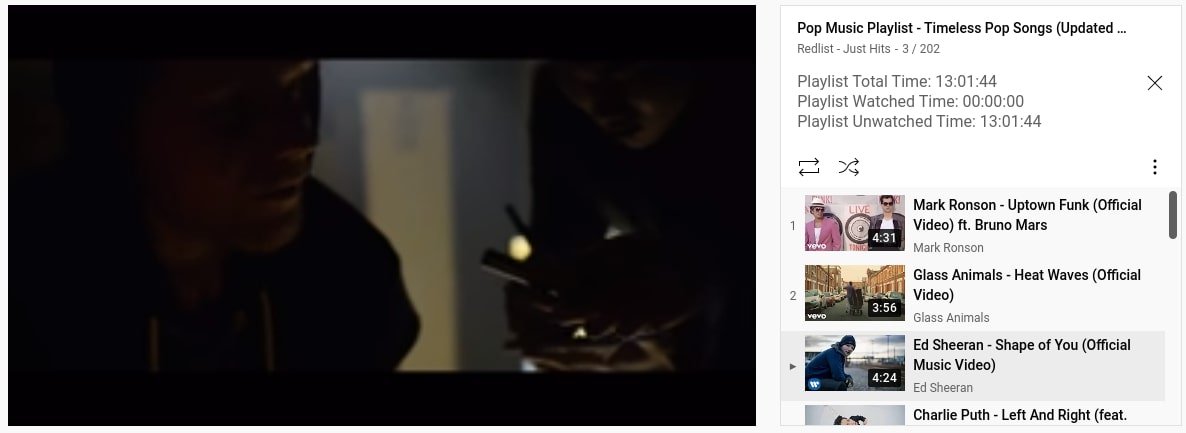 Pop Music Playlist - Timeless Pop Songs (Updated …
Redlist - Just Hits - 3 / 202
Playlist Total Time: 13:01:44
Playlist Watched Time: 00:00:00
Playlist Unwatched Time: 13:01:44
1
LIVE
vevo
4:31
Mark Ronson - Uptown Funk (Official
Video) ft. Bruno Mars
Mark Ronson
2
vevo
3:56
Glass Animals - Heat Waves (Official
Video)
Glass Animals
4:24
Ed Sheeran - Shape of You (Official
Music Video)
Ed Sheeran
Charlie Puth - Left And Right (feat.